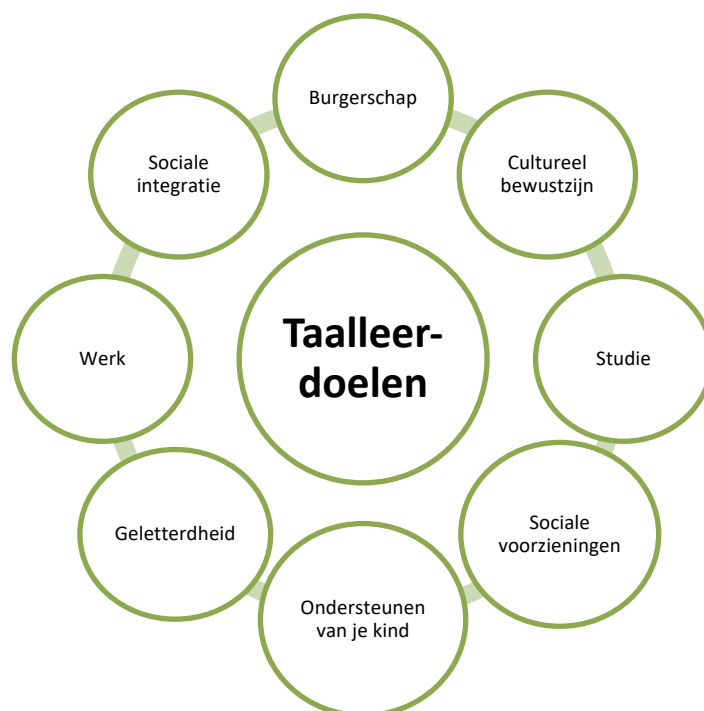 Burgerschap
Cultureel
bewustzijn
Studie
Sociale
voorzieningen
Ondersteunen
van je kind
Geletterdheid
Werk
Sociale
integratie
Taalleer-
doelen